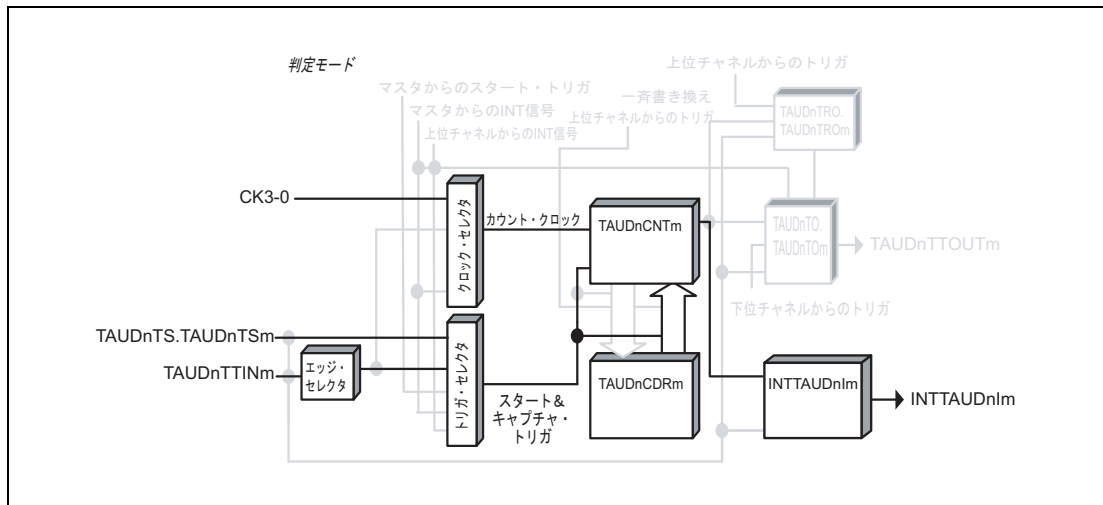 判定モード
上位チャネルからのトリガ
マスタからのスタート・トリガ
一斉書き換え
マスタからのINT信号
上位チャネルからのトリガ
上位チャネルからのINT信号
TAUDnTRO.
TAUDnTROm
CK3-0
クロック・セレクタ
カウント・クロック
TAUDnCNTm
TAUDnTO.
TAUDnTOm
TAUDnTTOUTm
下位チャネルからのトリガ
TAUDnTS.TAUDnTSm
TAUDnTTINm
エッジ・
セレクタ
トリガ・セレクタ
スタート&
キャプチャ・
トリガ
TAUDnCDRm
INTTAUDnIm
INTTAUDnIm